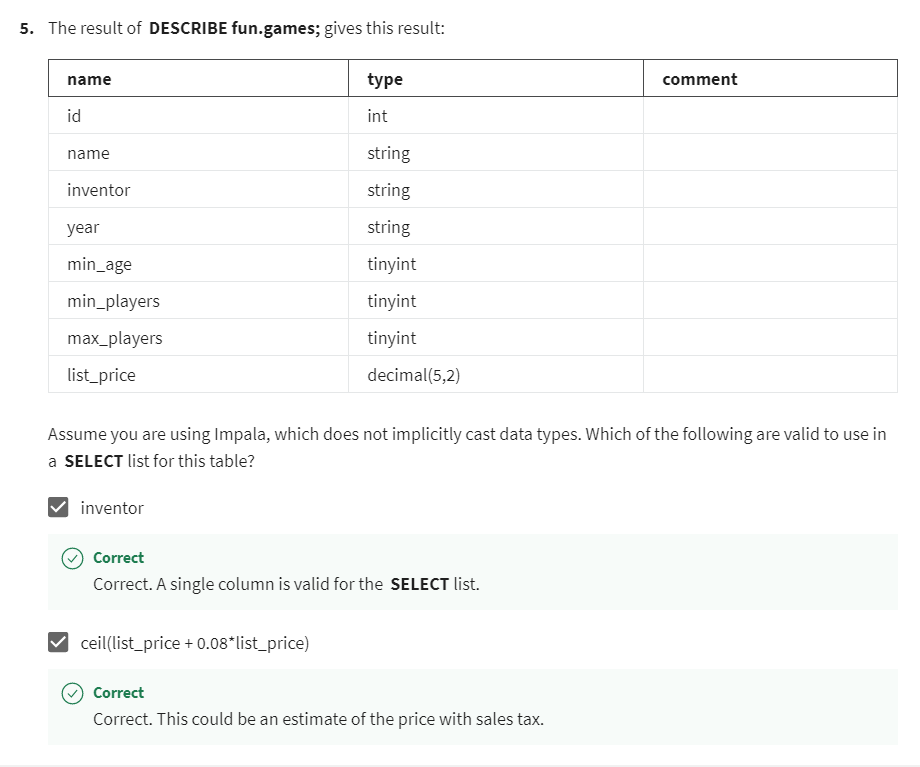 5. The result of DESCRIBE fun.games; gives this result:
name type comment
id int
name string
inventor string
year string
min_age tinyint
min_players tinyint
max_players tinyint
list_price decimal(5,2)
Assume you are using Impala, which does not implicitly cast data types. Which of the following are valid to use in
a SELECT list for this table?
inventor
Correct
Correct. A single column is valid for the SELECT list.
ceil(list_price + 0.08*list_price)
Correct
Correct. This could be an estimate of the price with sales tax.